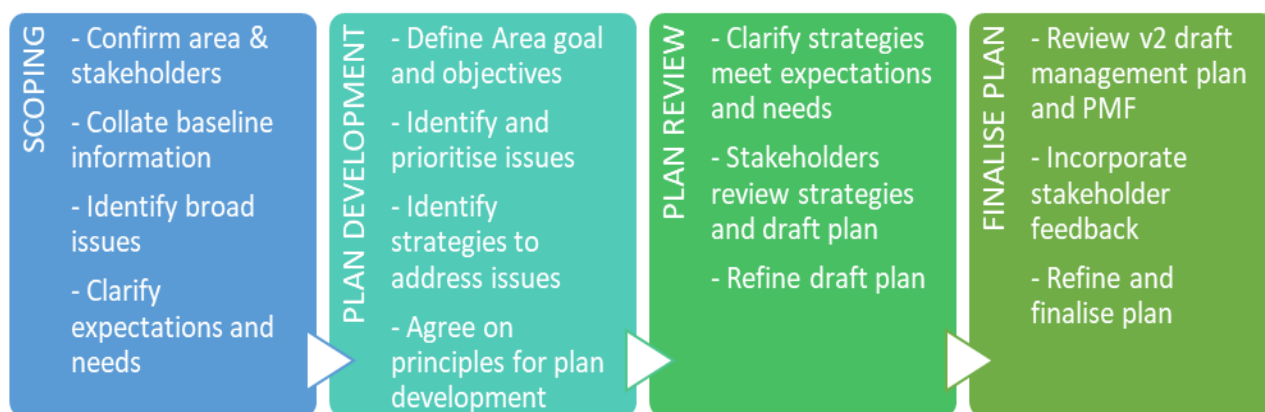 SCOPING
- Confirm area &
stakeholders
- Collate baseline
information
- Identify broad
issues
- Clarify
expectations and
needs
PLAN DEVELOPMENT
- Define Area goal
and objectives
- Identify and
prioritise issues
- Identify
strategies to
address issues
- Agree on
principles for plan
development
PLAN REVIEW
- Clarify strategies
meet expectations
and needs
- Stakeholders
review strategies
and draft plan
- Refine draft plan
FINALISE PLAN
- Review v2 draft
management plan
and PMF
- Incorporate
stakeholder
feedback
- Refine and
finalise plan